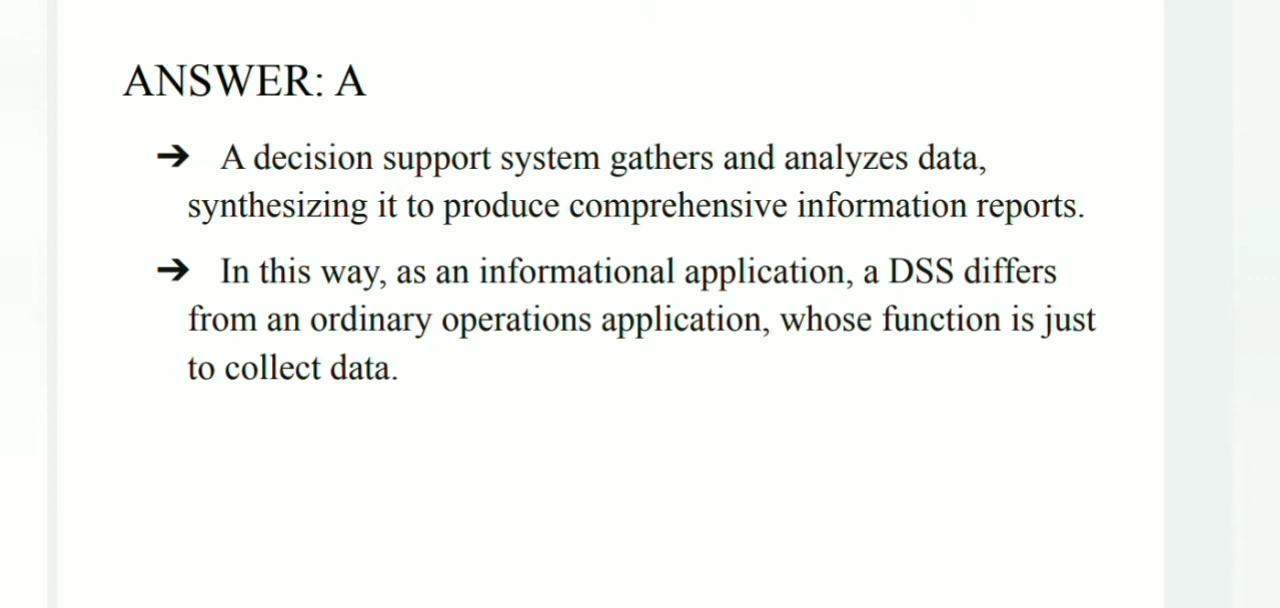 ANSWER: A
➔ A decision support system gathers and analyzes data,
synthesizing it to produce comprehensive information reports.
➔ In this way, as an informational application, a DSS differs
from an ordinary operations application, whose function is just
to collect data.